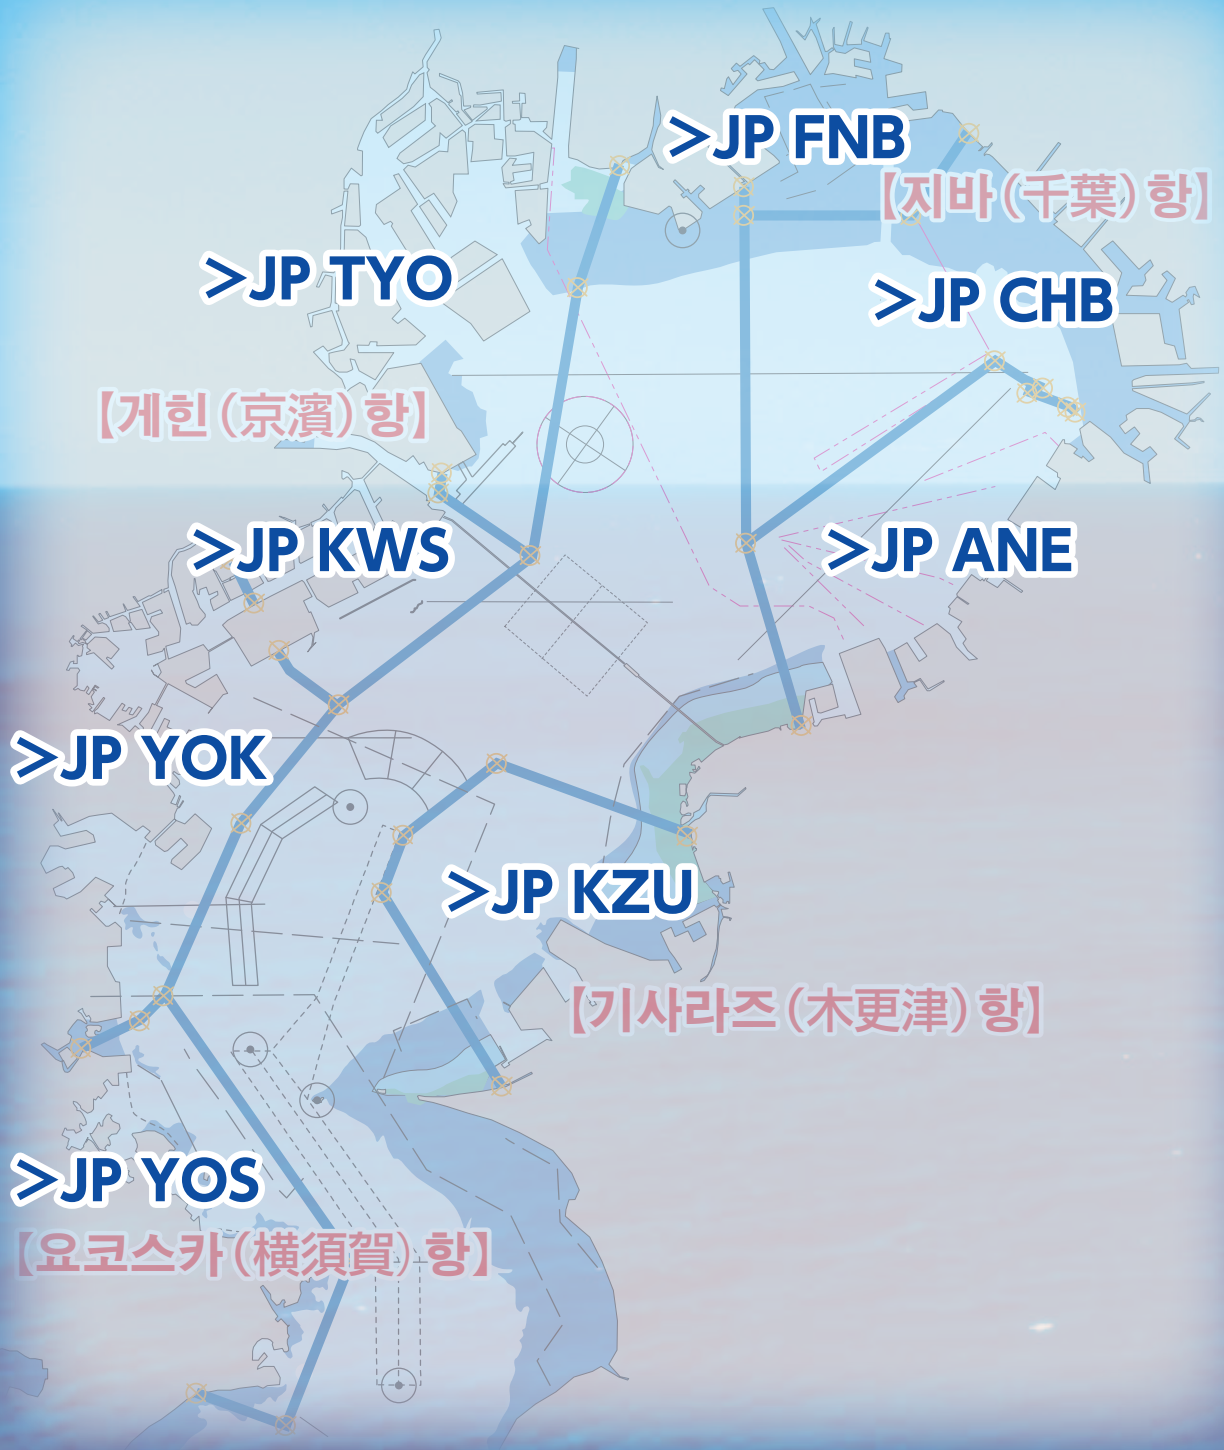 >JP FNB
【지바(千葉)항】
>JP TYO
>JP CHB
【게힌(京濱)항】
>JP KWS
>JP ANE
>JP YOK
>JP KZU
【기사라즈(木更津)항】
>JP YOS
【요코스카(横須賀)항】